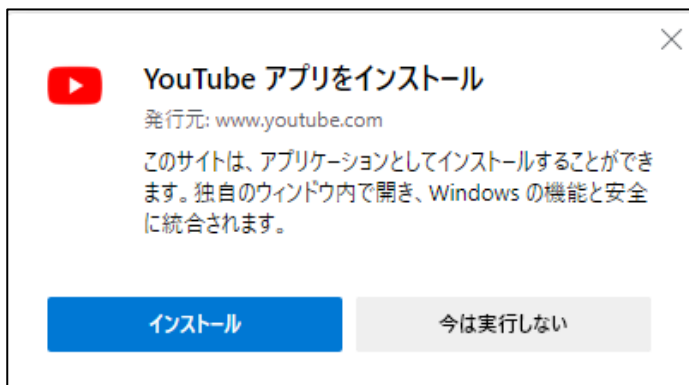 YouTube アプリをインストール
発行元: www.youtube.com
このサイトは、アプリケーションとしてインストールすることができ
ます。独自のウィンドウ内で開き、Windows の機能と安全
に統合されます。
インストール
今は実行しない